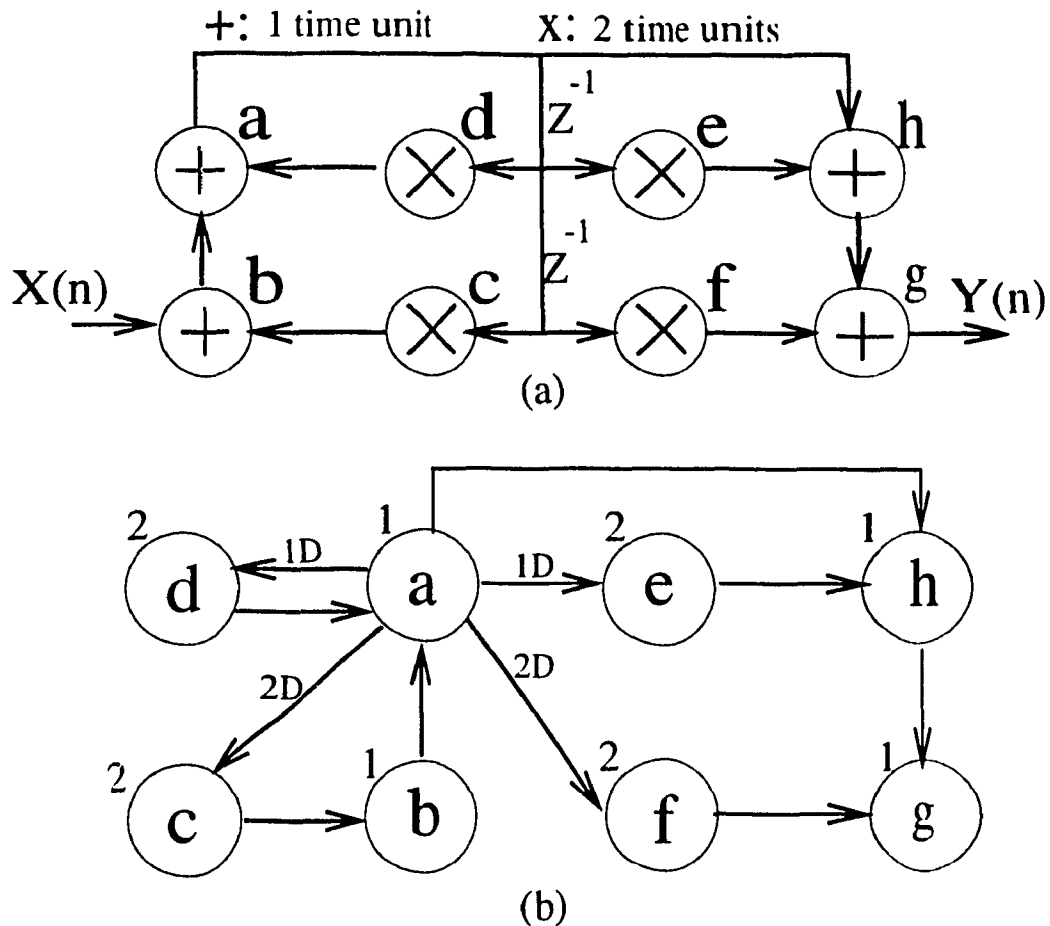 +: 1 time unit X: 2 time units
Z⁻¹
a d e h
Z⁻¹
X(n) b c f g Y(n)
(a)
2 1 2 1
1D 1D
d a e h
2D 2D
2 1 2 1
c b f g
(b)